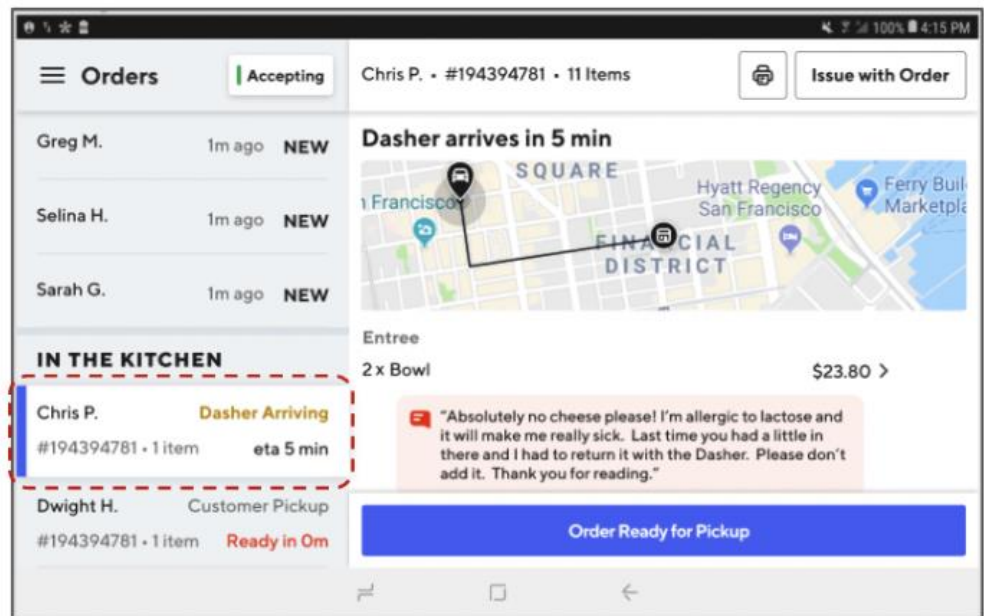 100% 4:15 PM
Orders
Accepting
Chris P. • #194394781 • 11 Items
Issue with Order
Greg M. 1m ago NEW
Selina H. 1m ago NEW
Sarah G. 1m ago NEW
IN THE KITCHEN
Chris P. Dasher Arriving
#194394781 • 1 item eta 5 min
Dwight H. Customer Pickup
#194394781 • 1 item Ready in 0m
Dasher arrives in 5 min
SQUARE
Francisco
Hyatt Regency
San Francisco
Ferry Buil
Marketpla
FINANCIAL
DISTRICT
Entree
2 x Bowl $23.80 >
"Absolutely no cheese please! I'm allergic to lactose and
it will make me really sick. Last time you had a little in
there and I had to return it with the Dasher. Please don't
add it. Thank you for reading."
Order Ready for Pickup